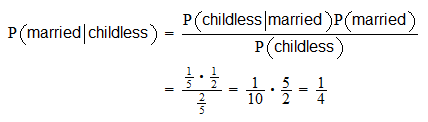 P(married|childless) = P(childless|married)P(married) / P(childless)
= (1/5 · 1/2) / (2/5) = 1/10 · 5/2 = 1/4